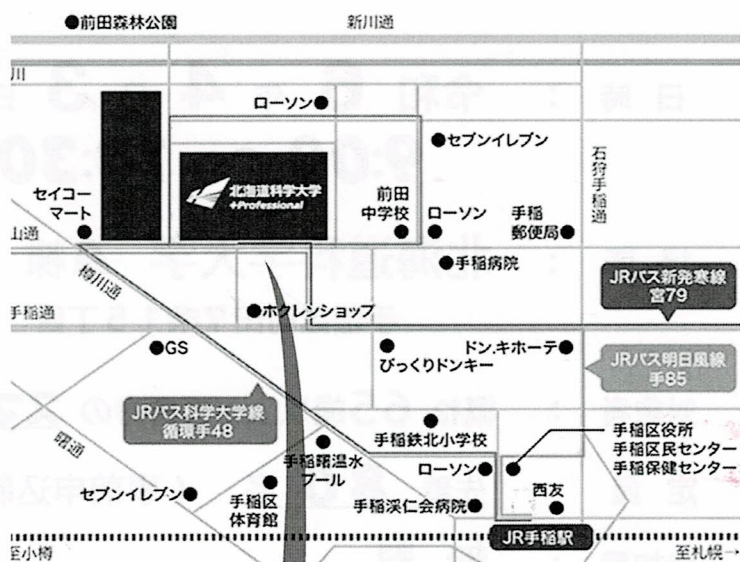 ●前田森林公園
新川通
川
ローソン●
●セブンイレブン
石狩手稲通
北海道科学大学
+Professional
セイコー
マート
前田
中学校
ローソン
手稲
郵便局
山通
●手稲病院
樽川通
JRバス新発寒線
宮79
●ホクレンショップ
手稲通
●GS
びっくりドンキー
ドン.キホーテ●
JRバス明日風線
手85
JRバス科学大学線
循環手48
手稲鉄北小学校
手稲区役所
手稲区民センター
手稲保健センター
曙通
手稲曙温水
プール
ローソン●
セブンイレブン●
手稲区
体育館
手稲渓仁会病院●
西友
JR手稲駅
至小樽
至札幌→